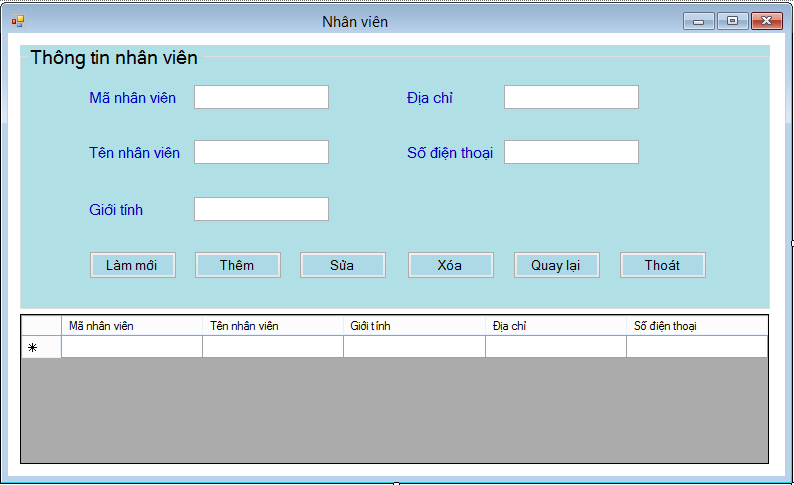 Nhân viên
Thông tin nhân viên
Mã nhân viên
Địa chỉ
Tên nhân viên
Số điện thoại
Giới tính
Làm mới
Thêm
Sửa
Xóa
Quay lại
Thoát
Mã nhân viên
Tên nhân viên
Giới tính
Địa chỉ
Số điện thoại